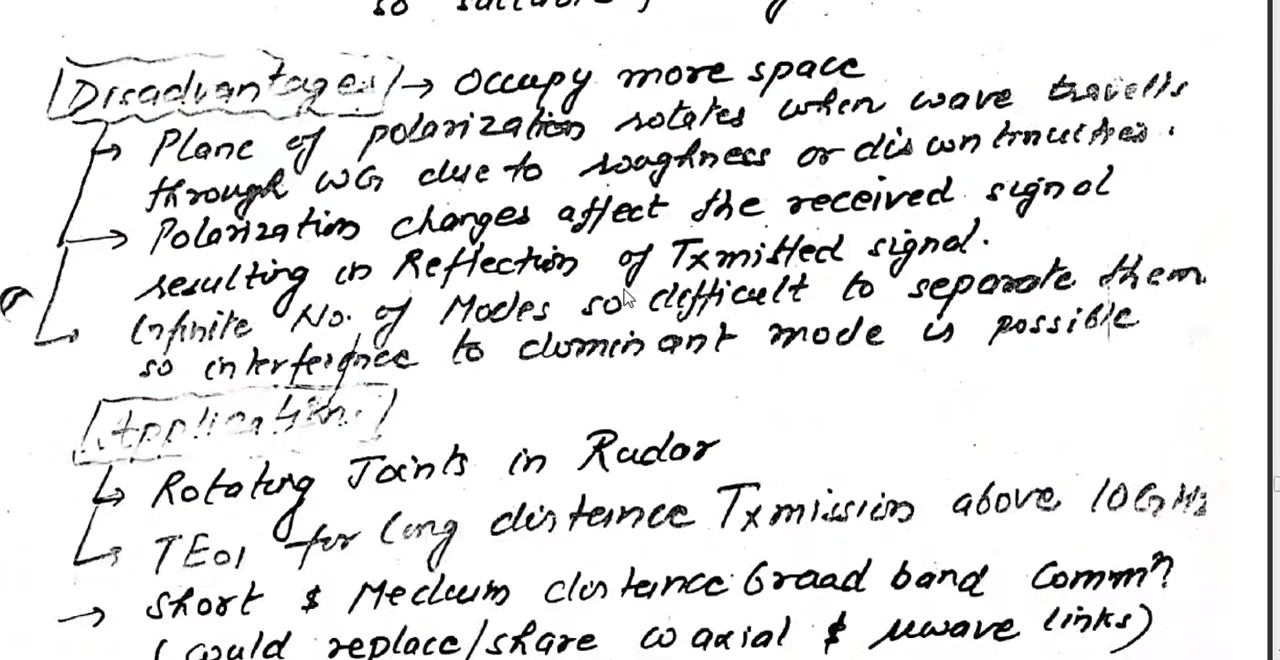 so
Disadvantages → Occupy more space
→ Plane of polarization rotates when wave travells
through WG due to roughness or discontinuities.
→ Polarization changes affect the received signal
resulting in Reflection of Txmitted signal.
Infinite No. of Modes so difficult to separate them
so interference to dominant mode is possible
Application
↳ Rotating Joints in Radar
↳ TE01 for long distance Txmission above 10GHz
→ Short & Medium distance broad band Commⁿ
(could replace/share coaxial & μwave links)